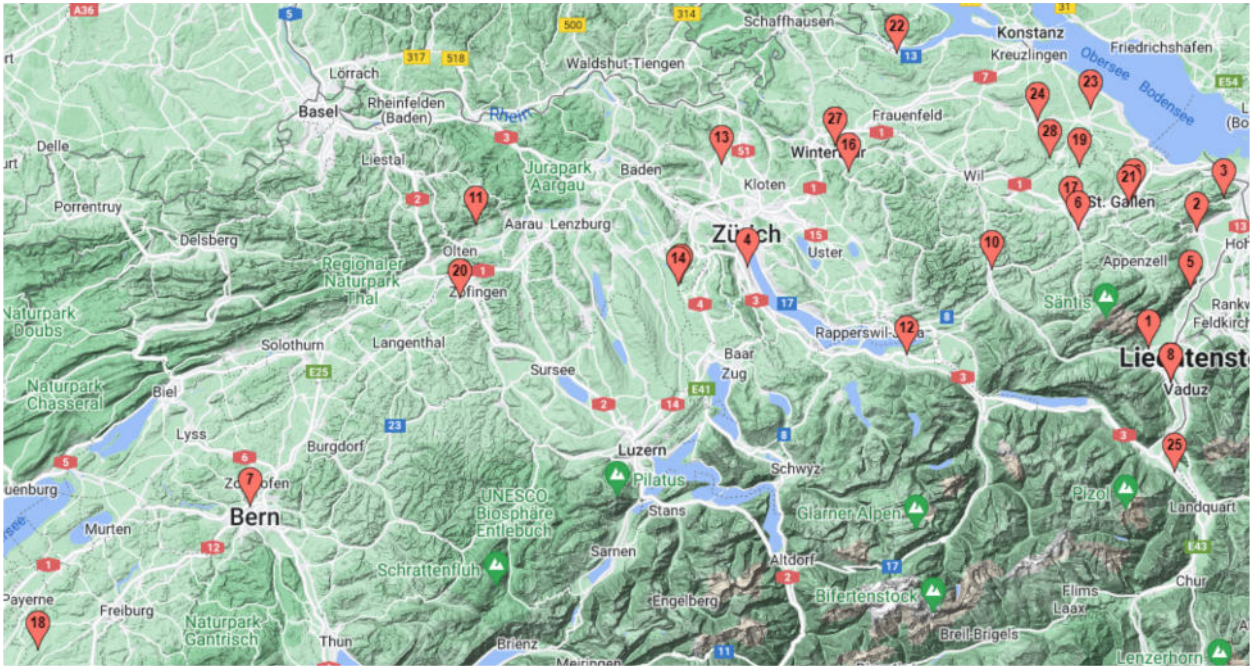 A36
5
500
314
Schaffhausen
22
13
31
Konstanz
Kreuzlingen
Friedrichshafen
Obersee
Bodensee
E54
317
518
Waldshut-Tiengen
7
Lörrach
Basel
Rheinfelden
(Baden)
Rhein
3
13
51
27
1
Frauenfeld
24
23
Delle
Liestal
Jurapark
Aargau
Baden
16
28
19
Kloten
1
Wil
1
21
3
Porrentruy
2
11
Aarau
Lenzburg
17
6
St. Gallen
2
13
Delsberg
Olten
Zürich
4
15
Uster
10
Appenzell
5
Regionaler
Naturpark
Thal
20
1
Zofingen
14
4
3
17
Säntis
Naturpark
Doubs
8
Feldkirch
Solothurn
Langenthal
12
1
E25
Baar
Zug
8
Vaduz
Naturpark
Chasseral
Biel
Sursee
2
E41
14
3
23
Lyss
Burgdorf
8
3
5
6
Luzern
25
7
Schwyz
Pilatus
Pizol
Bern
UNESCO
Biosphäre
Entlebuch
Stans
Glarner Alpen
Landquart
Murten
12
Sarnen
Altdorf
E43
1
Schrattenfluh
2
17
Chur
Payerne
Freiburg
Engelberg
Bifertenstock
Elims
Laax
18
Naturpark
Gantrisch
Thun
Brienz
11
Breil-Brigels
Meiringen
Lenzerhorn